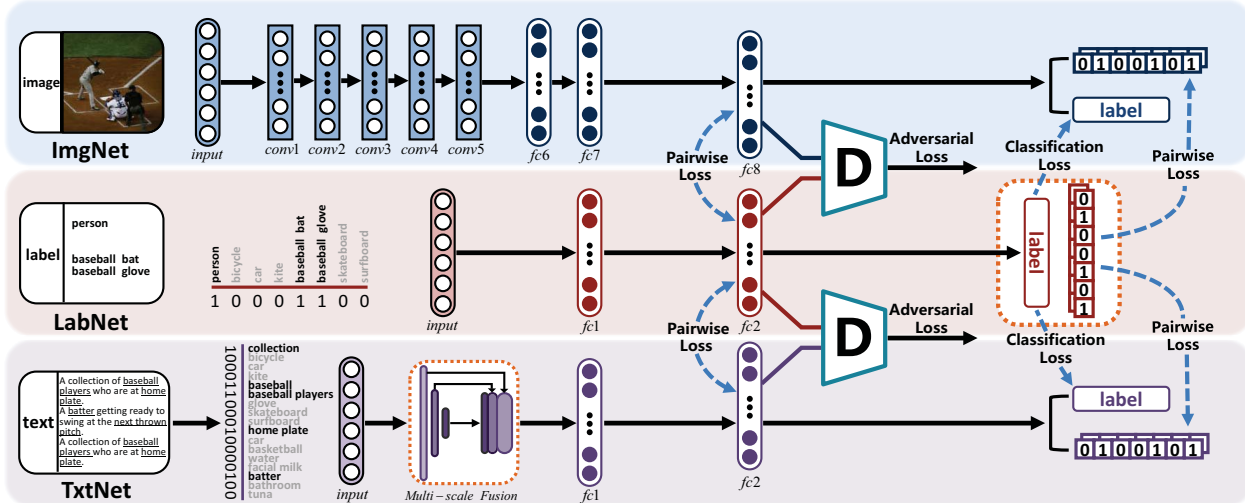 image
ImgNet
input
conv1
conv2
conv3
conv4
conv5
fc6
fc7
fc8
Pairwise
Loss
D
Adversarial
Loss
0 1 0 0 1 0 1
label
Classification
Loss
Pairwise
Loss
label
person
baseball bat
baseball glove
LabNet
person
bicycle
car
kite
baseball bat
baseball glove
skateboard
surfboard
1 0 0 0 1 1 0 0
input
fc1
fc2
label
0
1
0
0
1
0
1
Pairwise
Loss
D
Adversarial
Loss
Classification
Loss
Pairwise
Loss
text
A collection of baseball
players who are at home
plate.
A batter getting ready to
swing at the next thrown
pitch.
A collection of baseball
players who are at home
plate.
TxtNet
100011000100000100
collection
bicycle
car
kite
baseball
baseball players
glove
skateboard
surfboard
home plate
car
basketball
water
facial milk
batter
bathroom
tuna
input
Multi – scale Fusion
fc1
fc2
label
0 1 0 0 1 0 1